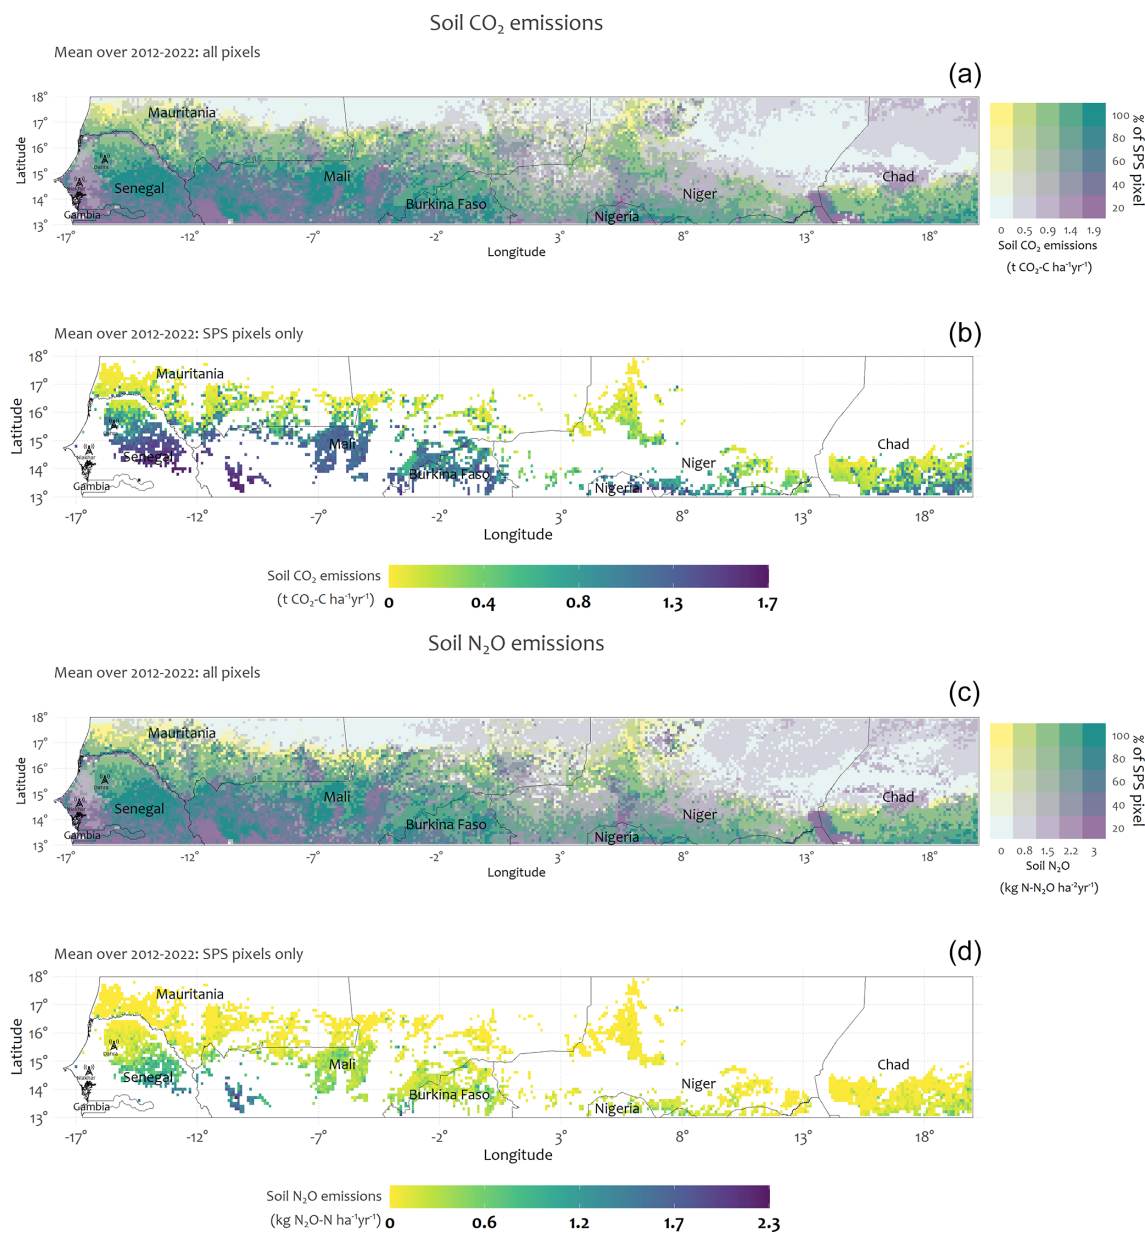 Soil CO₂ emissions
Mean over 2012-2022: all pixels
(a)
18°
17°
16°
15°
14°
13°
Latitude
Mauritania
Dahra
Senegal
Gambia
Mali
Burkina Faso
Nigeria
Niger
Chad
-17°
-12°
-7°
-2°
3°
8°
13°
18°
Longitude
100
80
60
40
20
% of SPS pixel
0 0.5 0.9 1.4 1.9
Soil CO₂ emissions
(t CO₂-C ha⁻¹yr⁻¹)
Mean over 2012-2022: SPS pixels only
(b)
18°
17°
16°
15°
14°
13°
Latitude
Mauritania
Dahra
Niakhar
Senegal
Gambia
Mali
Burkina Faso
Nigeria
Niger
Chad
-17°
-12°
-7°
-2°
3°
8°
13°
18°
Longitude
Soil CO₂ emissions
(t CO₂-C ha⁻¹yr⁻¹)
0 0.4 0.8 1.3 1.7
Soil N₂O emissions
Mean over 2012-2022: all pixels
(c)
18°
17°
16°
15°
14°
13°
Latitude
Mauritania
Dahra
Senegal
Gambia
Mali
Burkina Faso
Nigeria
Niger
Chad
-17°
-12°
-7°
-2°
3°
8°
13°
18°
Longitude
100
80
60
40
20
% of SPS pixel
0 0.8 1.5 2.2 3
Soil N₂O
(kg N-N₂O ha⁻²yr⁻¹)
Mean over 2012-2022: SPS pixels only
(d)
18°
17°
16°
15°
14°
13°
Latitude
Mauritania
Dahra
Niakhar
Senegal
Gambia
Mali
Burkina Faso
Nigeria
Niger
Chad
-17°
-12°
-7°
-2°
3°
8°
13°
18°
Longitude
Soil N₂O emissions
(kg N₂O-N ha⁻¹yr⁻¹)
0 0.6 1.2 1.7 2.3